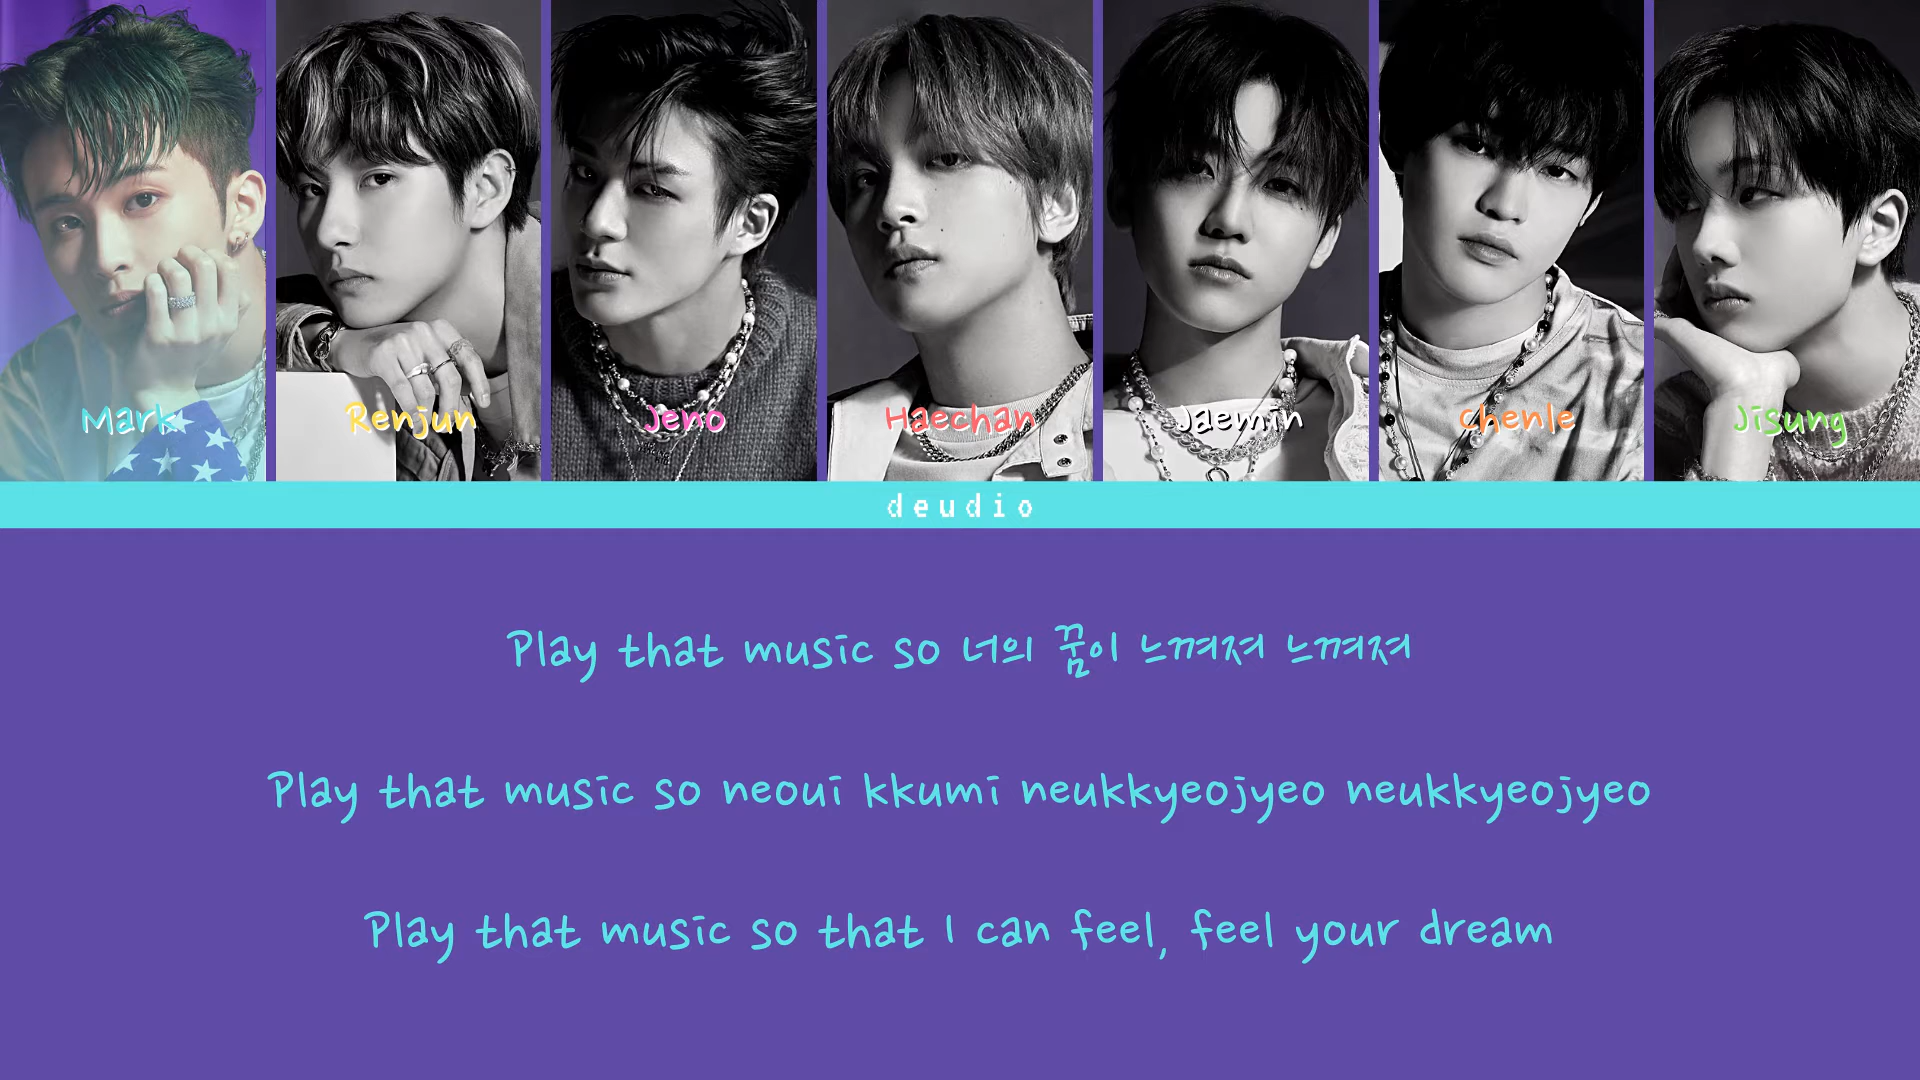 Mark Renjun Jeno Haechan Jaemin Chenle Jisung
deudio
Play that music so 너의 꿈이 느껴져 느껴져
Play that music so neoui kkumi neukkyeojyeo neukkyeojyeo
Play that music so that I can feel, feel your dream